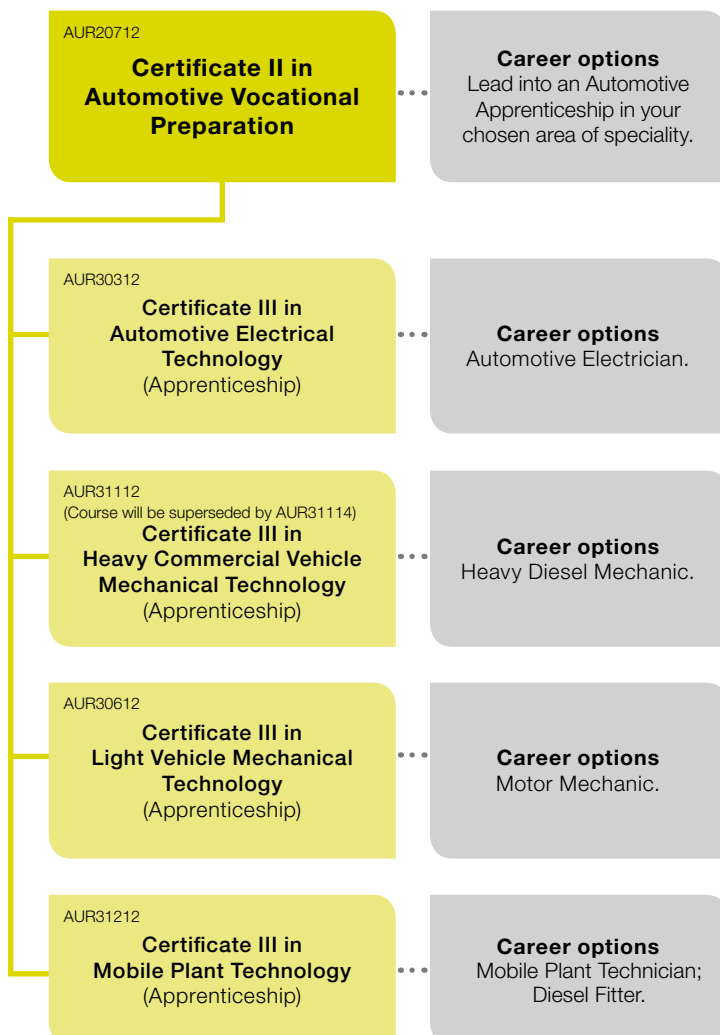 AUR20712
Certificate II in
Automotive Vocational
Preparation
Career options
Lead into an Automotive
Apprenticeship in your
chosen area of speciality.
AUR30312
Certificate III in
Automotive Electrical
Technology
(Apprenticeship)
Career options
Automotive Electrician.
AUR31112
(Course will be superseded by AUR31114)
Certificate III in
Heavy Commercial Vehicle
Mechanical Technology
(Apprenticeship)
Career options
Heavy Diesel Mechanic.
AUR30612
Certificate III in
Light Vehicle Mechanical
Technology
(Apprenticeship)
Career options
Motor Mechanic.
AUR31212
Certificate III in
Mobile Plant Technology
(Apprenticeship)
Career options
Mobile Plant Technician;
Diesel Fitter.